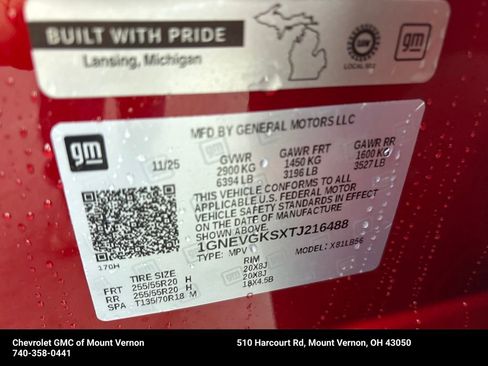 BUILT WITH PRIDE
Lansing, Michigan
UAW
LOCAL 602
gm
gm
MFD BY GENERAL MOTORS LLC
11/25
GVWR
2900 KG
6394 LB
GAWR FRT
1450 KG
3196 LB
GAWR RR
1600 KG
3527 LB
THIS VEHICLE CONFORMS TO ALL
APPLICABLE U.S. FEDERAL MOTOR
VEHICLE SAFETY STANDARDS IN EFFECT
ON THE DATE OF MANUFACTURE
SHOWN ABOVE.
1GNEVGKSXTJ216488
TYPE: MPV
MODEL: X81LB56
170H
TIRE SIZE
RIM
FRT 255/55R20 H 20X8J
RR 255/55R20 H 20X8J
SPA T135/70R18 M 18X4.5B
Chevrolet GMC of Mount Vernon
740-358-0441
510 Harcourt Rd, Mount Vernon, OH 43050